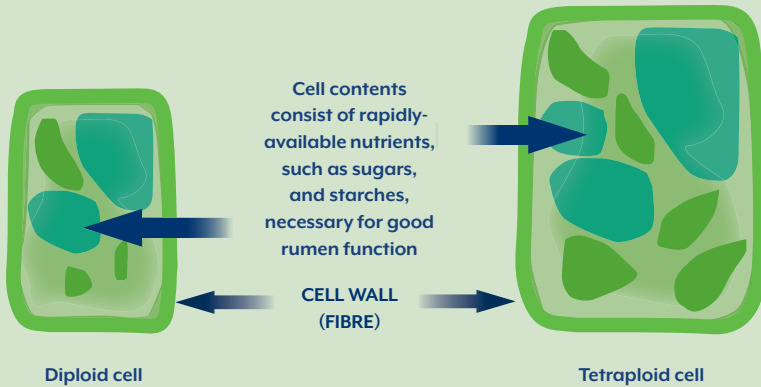 Cell contents
consist of rapidly-
available nutrients,
such as sugars,
and starches,
necessary for good
rumen function
CELL WALL
(FIBRE)
Diploid cell
Tetraploid cell